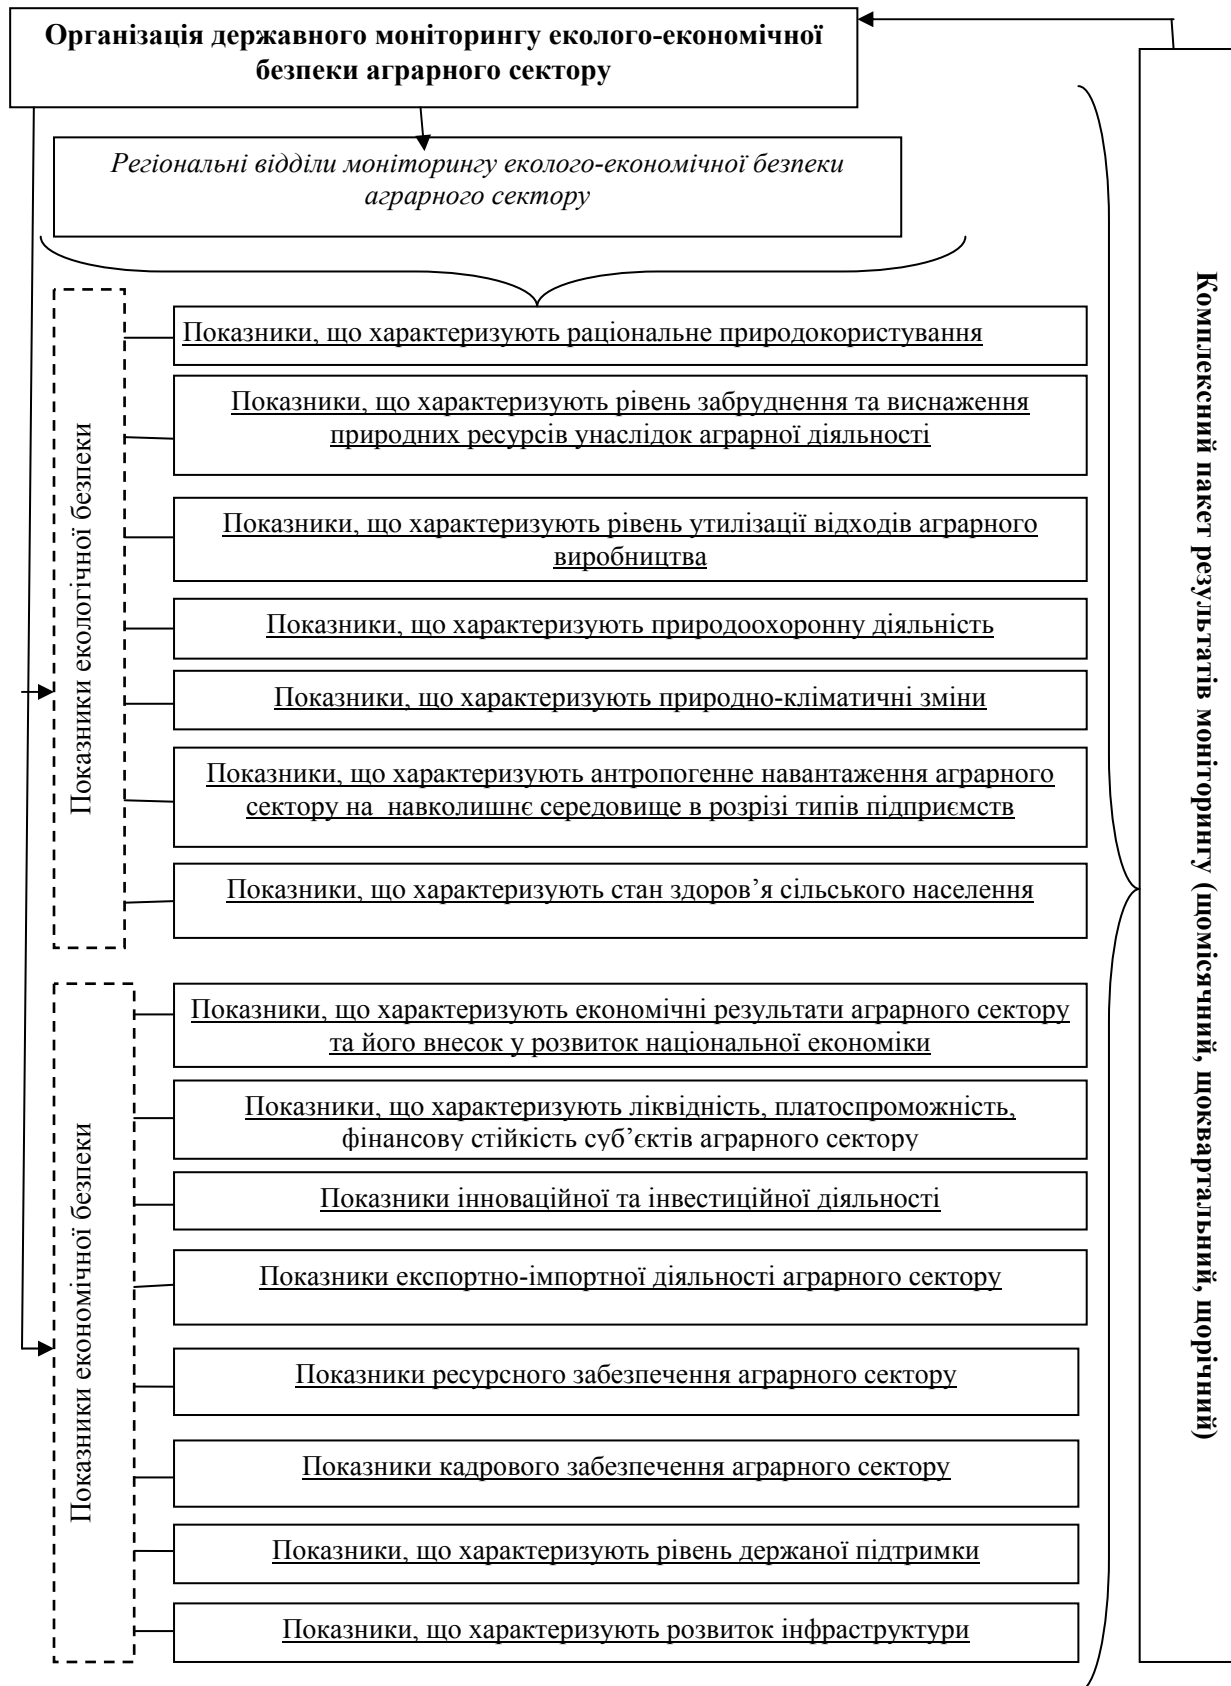 Організація державного моніторингу еколого-економічної
безпеки аграрного сектору
Регіональні відділи моніторингу еколого-економічної безпеки
аграрного сектору
Показники екологічної безпеки
Показники, що характеризують раціональне природокористування
Показники, що характеризують рівень забруднення та виснаження
природних ресурсів унаслідок аграрної діяльності
Показники, що характеризують рівень утилізації відходів аграрного
виробництва
Показники, що характеризують природоохоронну діяльність
Показники, що характеризують природно-кліматичні зміни
Показники, що характеризують антропогенне навантаження аграрного
сектору на навколишнє середовище в розрізі типів підприємств
Показники, що характеризують стан здоров’я сільського населення
Показники економічної безпеки
Показники, що характеризують економічні результати аграрного сектору
та його внесок у розвиток національної економіки
Показники, що характеризують ліквідність, платоспроможність,
фінансову стійкість суб’єктів аграрного сектору
Показники інноваційної та інвестиційної діяльності
Показники експортно-імпортної діяльності аграрного сектору
Показники ресурсного забезпечення аграрного сектору
Показники кадрового забезпечення аграрного сектору
Показники, що характеризують рівень держаної підтримки
Показники, що характеризують розвиток інфраструктури
Комплексний пакет результатів моніторингу (щомісячний, щоквартальний, щорічний)